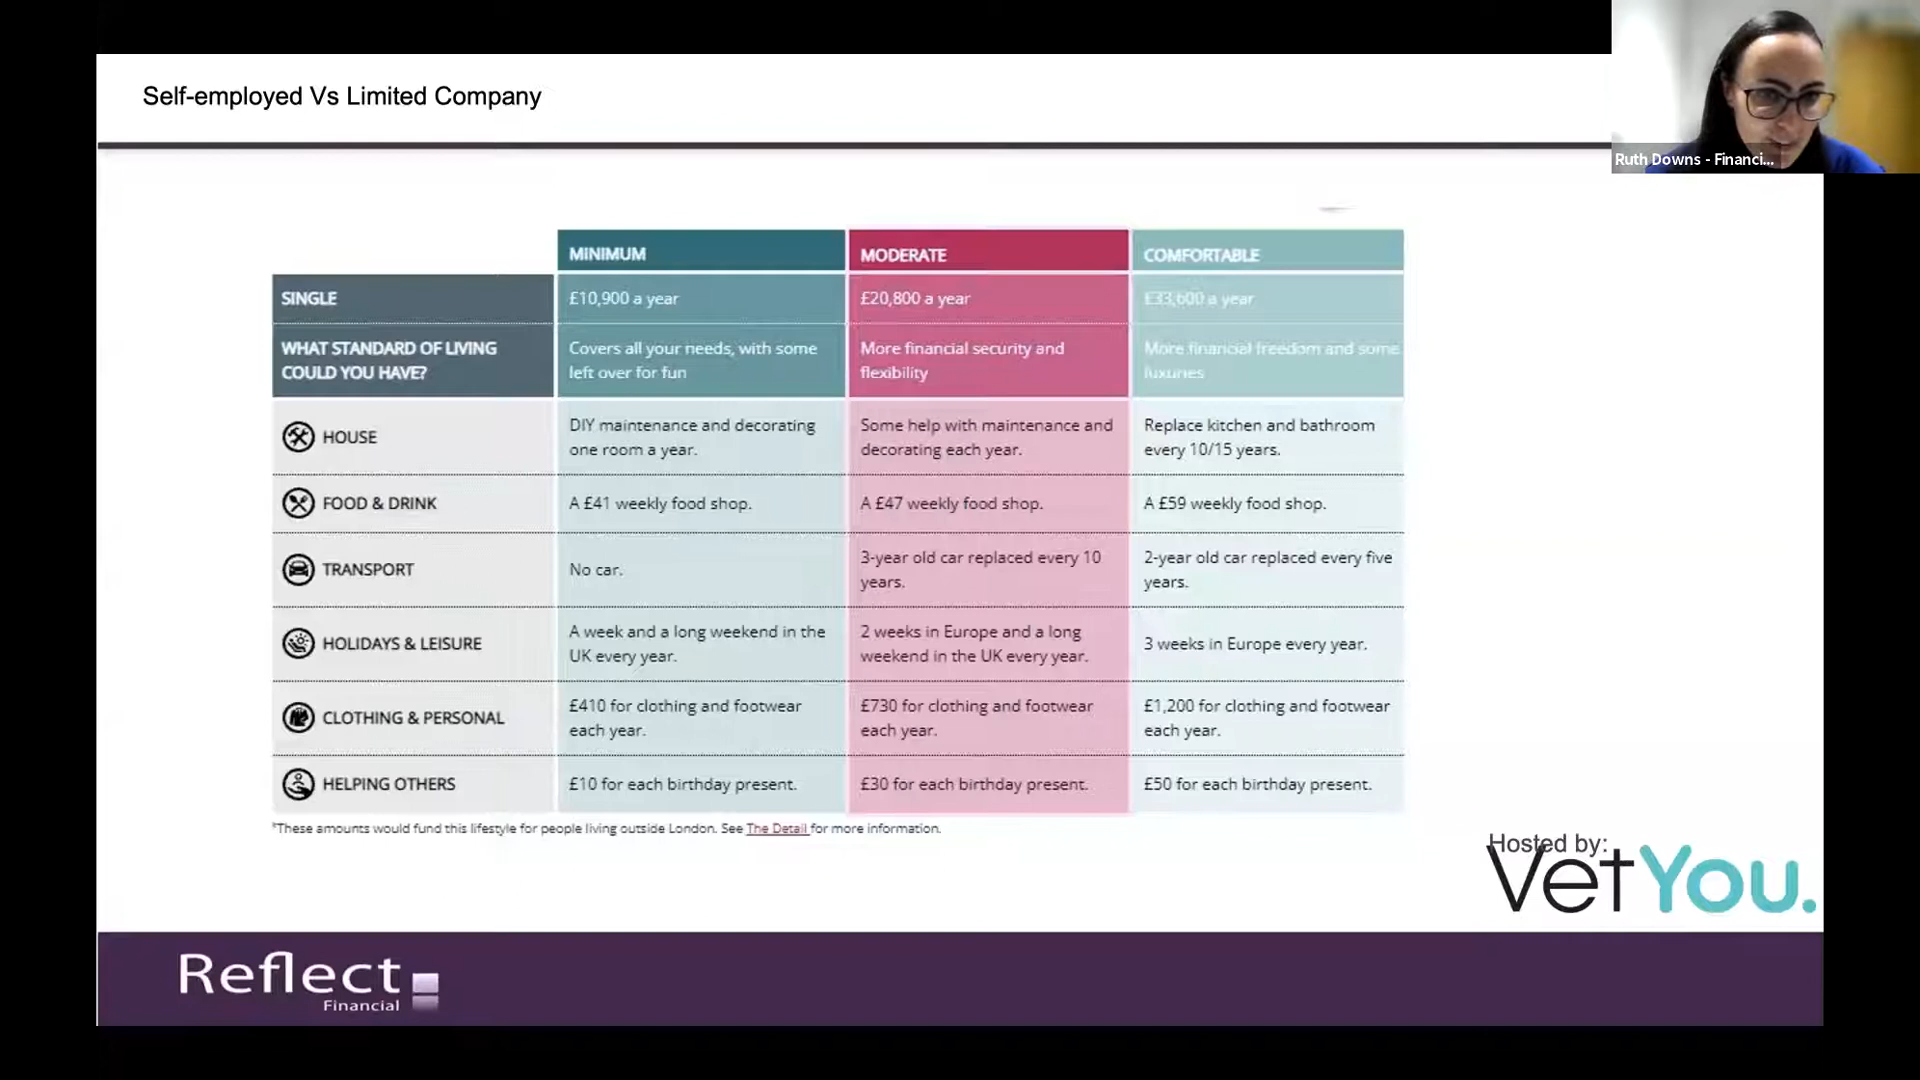 Self-employed Vs Limited Company
Ruth Downs - Financi...
MINIMUM
MODERATE
COMFORTABLE
SINGLE
£10,900 a year
£20,800 a year
£33,600 a year
WHAT STANDARD OF LIVING
COULD YOU HAVE?
Covers all your needs, with some
left over for fun
More financial security and
flexibility
More financial freedom and some
luxuries
HOUSE
DIY maintenance and decorating
one room a year.
Some help with maintenance and
decorating each year.
Replace kitchen and bathroom
every 10/15 years.
FOOD & DRINK
A £41 weekly food shop.
A £47 weekly food shop.
A £59 weekly food shop.
TRANSPORT
No car.
3-year old car replaced every 10
years.
2-year old car replaced every five
years.
HOLIDAYS & LEISURE
A week and a long weekend in the
UK every year.
2 weeks in Europe and a long
weekend in the UK every year.
3 weeks in Europe every year.
CLOTHING & PERSONAL
£410 for clothing and footwear
each year.
£730 for clothing and footwear
each year.
£1,200 for clothing and footwear
each year.
HELPING OTHERS
£10 for each birthday present.
£30 for each birthday present.
£50 for each birthday present.
*These amounts would fund this lifestyle for people living outside London. See The Detail for more information.
Hosted by:
VetYou.
Reflect
Financial